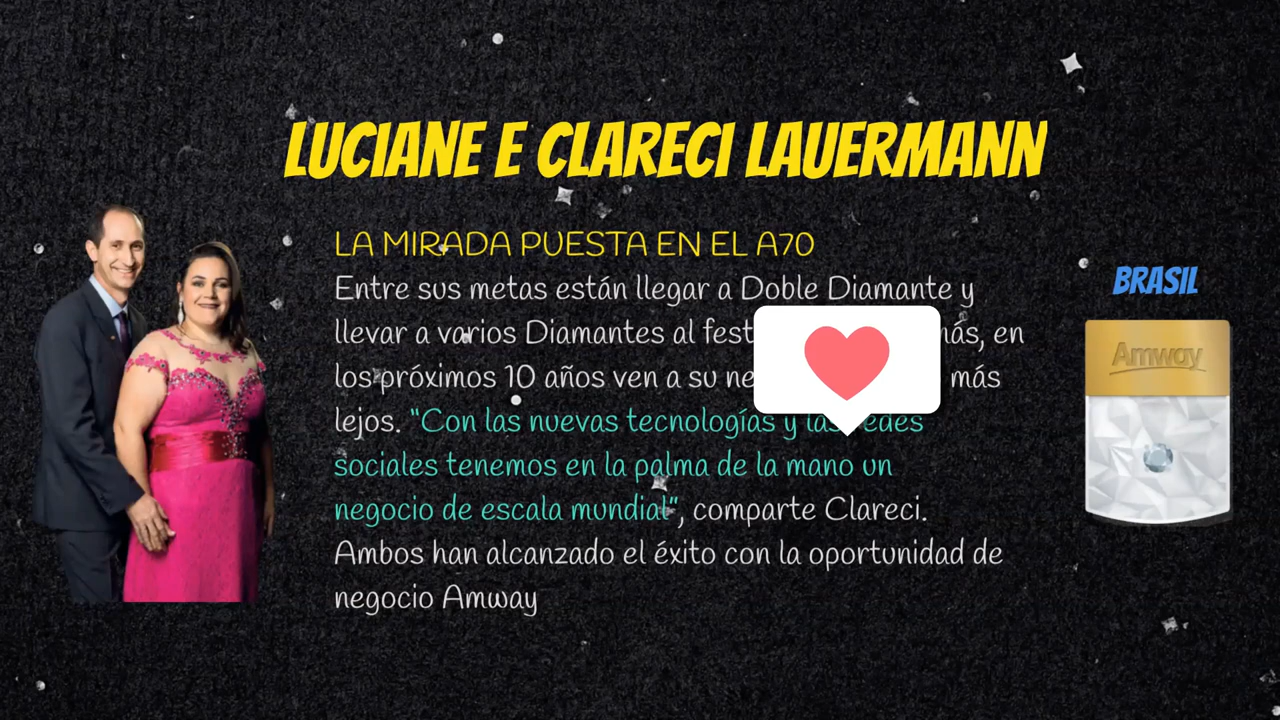 LUCIANE E CLARECI LAUERMANN
LA MIRADA PUESTA EN EL A70
Entre sus metas están llegar a Doble Diamante y
llevar a varios Diamantes al en
los próximos 10 años ven a su más
lejos. "Con las nuevas tecnologías y las redes
sociales tenemos en la palma de la mano un
negocio de escala mundial", comparte Clareci.
Ambos han alcanzado el éxito con la oportunidad de
negocio Amway
BRASIL
Amway